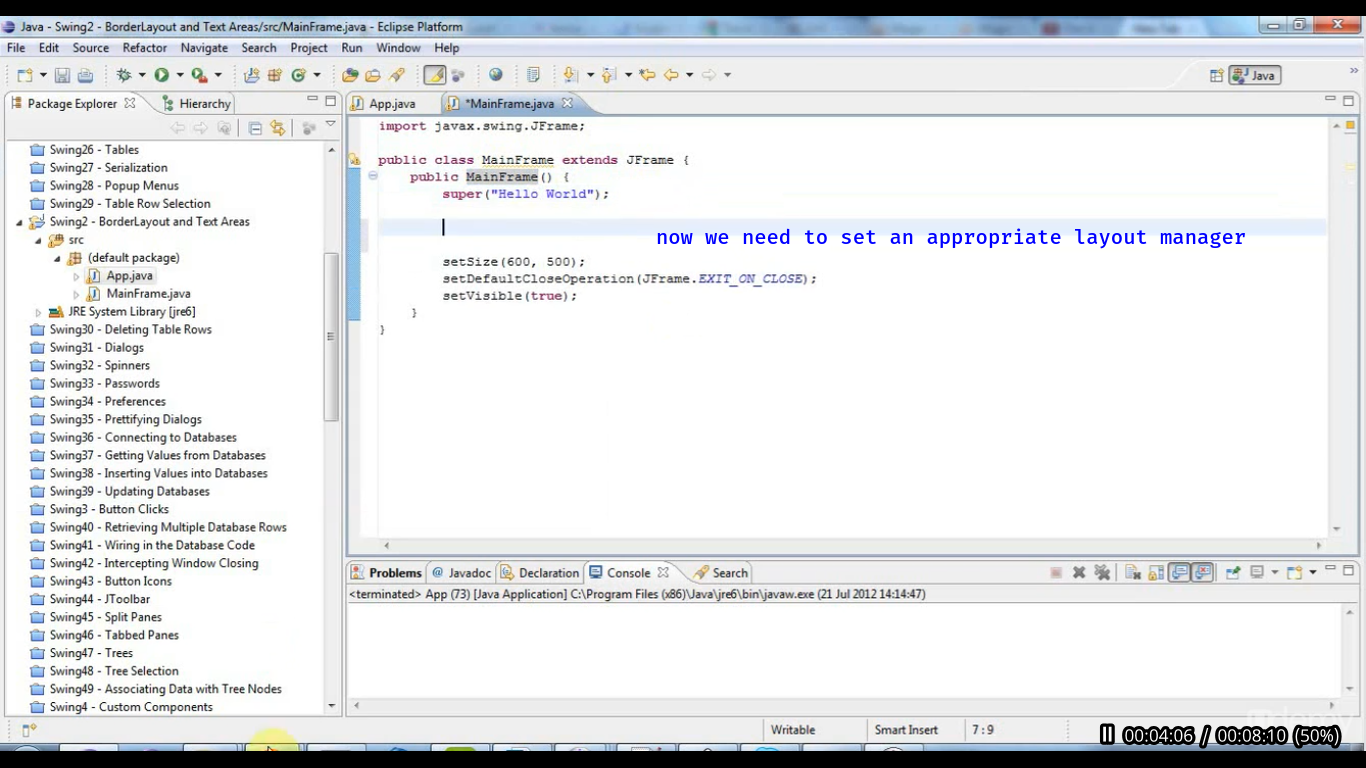 Java - Swing2 - BorderLayout and Text Areas/src/MainFrame.java - Eclipse Platform
File Edit Source Refactor Navigate Search Project Run Window Help
Java
Package Explorer Hierarchy
App.java *MainFrame.java
Swing26 - Tables
Swing27 - Serialization
Swing28 - Popup Menus
Swing29 - Table Row Selection
Swing2 - BorderLayout and Text Areas
src
(default package)
App.java
MainFrame.java
JRE System Library [jre6]
Swing30 - Deleting Table Rows
Swing31 - Dialogs
Swing32 - Spinners
Swing33 - Passwords
Swing34 - Preferences
Swing35 - Prettifying Dialogs
Swing36 - Connecting to Databases
Swing37 - Getting Values from Databases
Swing38 - Inserting Values into Databases
Swing39 - Updating Databases
Swing3 - Button Clicks
Swing40 - Retrieving Multiple Database Rows
Swing41 - Wiring in the Database Code
Swing42 - Intercepting Window Closing
Swing43 - Button Icons
Swing44 - JToolbar
Swing45 - Split Panes
Swing46 - Tabbed Panes
Swing47 - Trees
Swing48 - Tree Selection
Swing49 - Associating Data with Tree Nodes
Swing4 - Custom Components
import javax.swing.JFrame;
public class MainFrame extends JFrame {
public MainFrame() {
super("Hello World");
now we need to set an appropriate layout manager
setSize(600, 500);
setDefaultCloseOperation(JFrame.EXIT_ON_CLOSE);
setVisible(true);
}
}
Problems @ Javadoc Declaration Console Search
<terminated> App (73) [Java Application] C:\Program Files (x86)\Java\jre6\bin\javaw.exe (21 Jul 2012 14:14:47)
Writable Smart Insert 7 : 9
00:04:06 / 00:08:10 (50%)